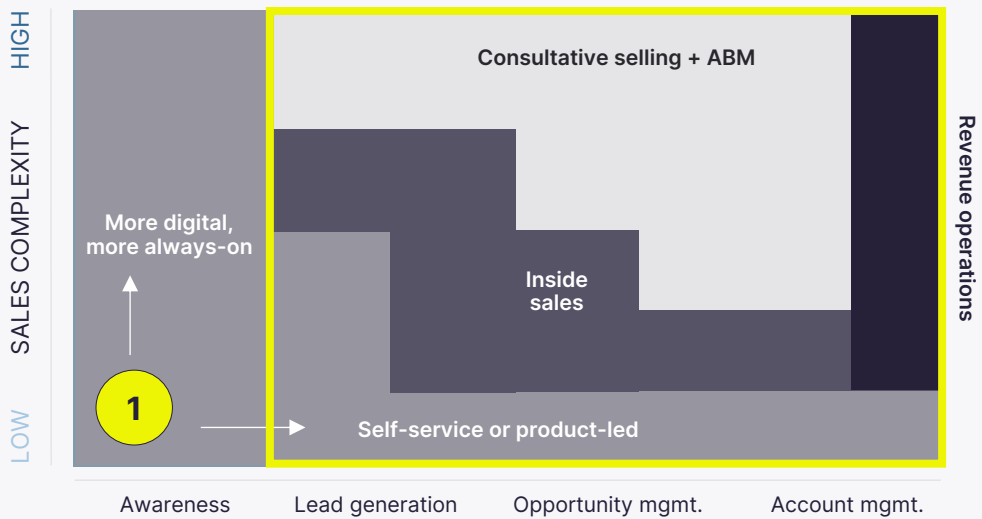 HIGH
SALES COMPLEXITY
LOW
Consultative selling + ABM
More digital,
more always-on
Inside
sales
1
Self-service or product-led
Revenue operations
Awareness
Lead generation
Opportunity mgmt.
Account mgmt.